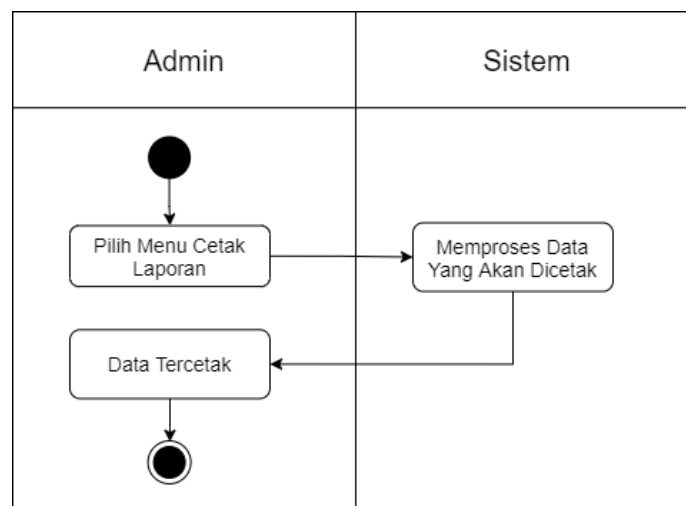 Admin
Sistem
Pilih Menu Cetak
Laporan
Memproses Data
Yang Akan Dicetak
Data Tercetak